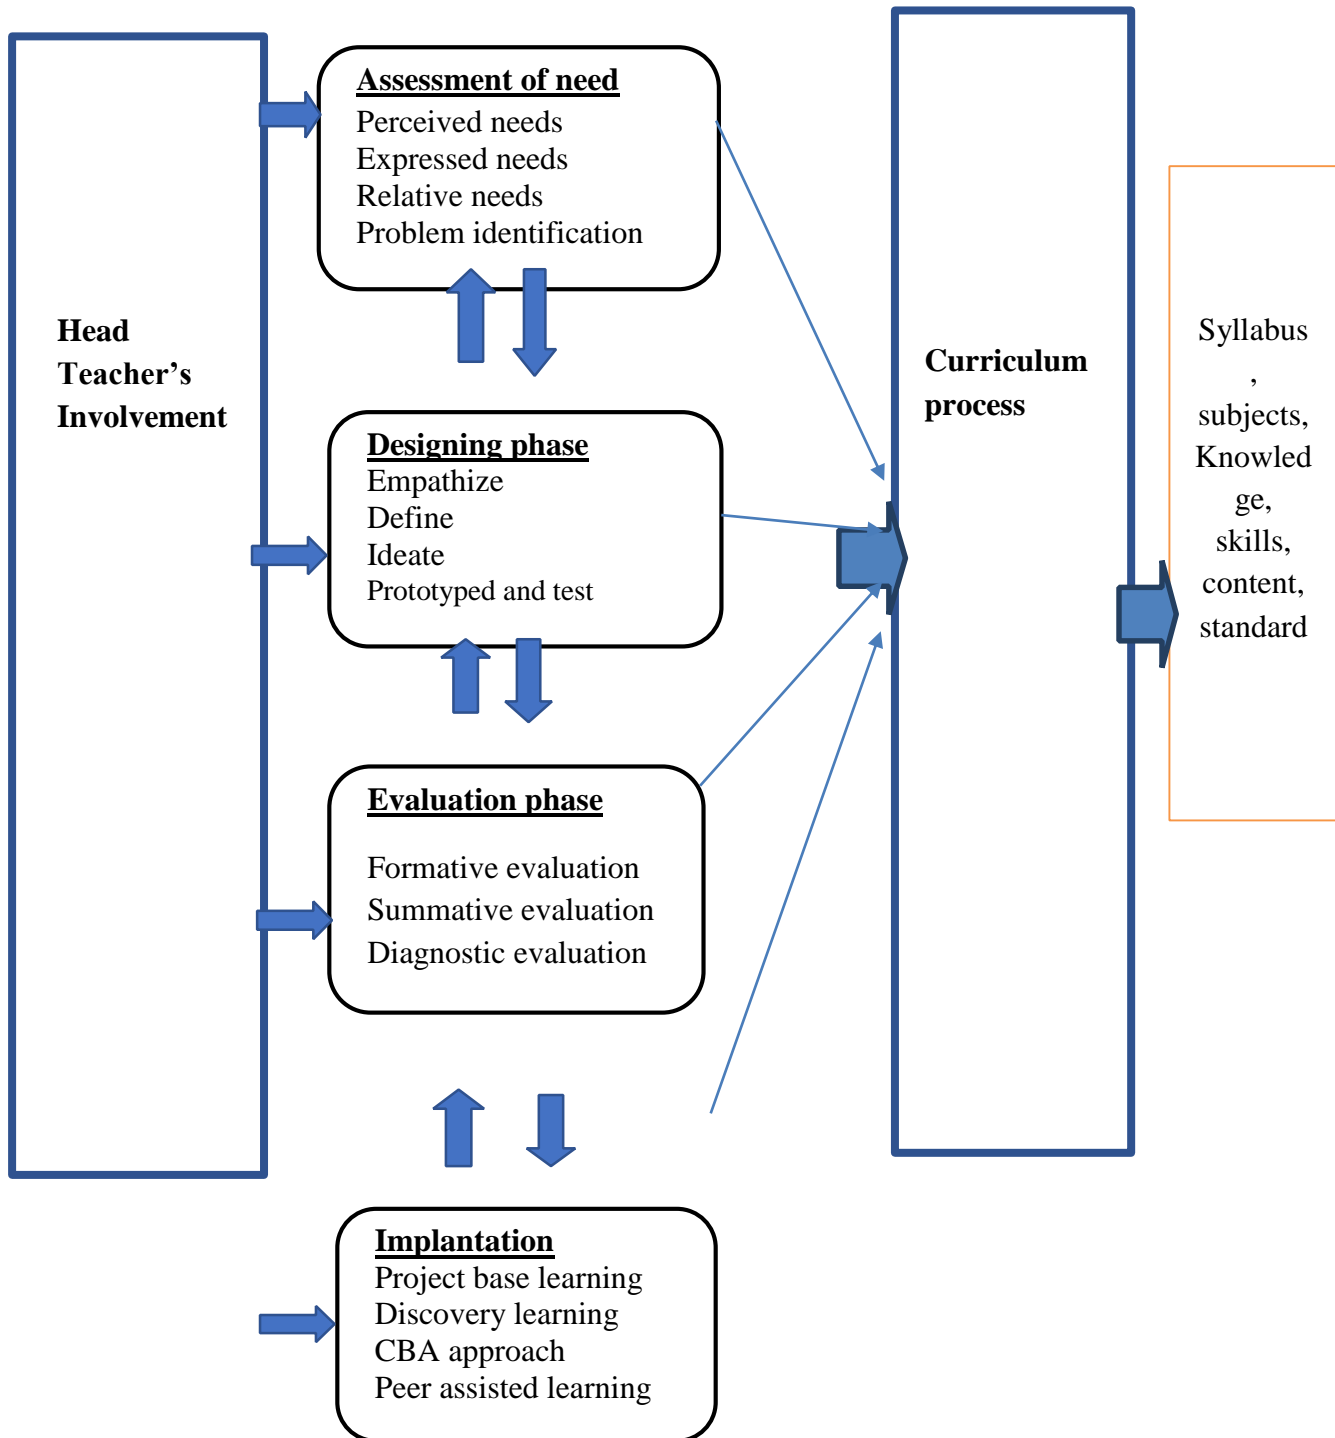 Head
Teacher’s
Involvement
Assessment of need
Perceived needs
Expressed needs
Relative needs
Problem identification
Designing phase
Empathize
Define
Ideate
Prototyped and test
Evaluation phase
Formative evaluation
Summative evaluation
Diagnostic evaluation
Implantation
Project base learning
Discovery learning
CBA approach
Peer assisted learning
Curriculum
process
Syllabus
,
subjects,
Knowled
ge,
skills,
content,
standard